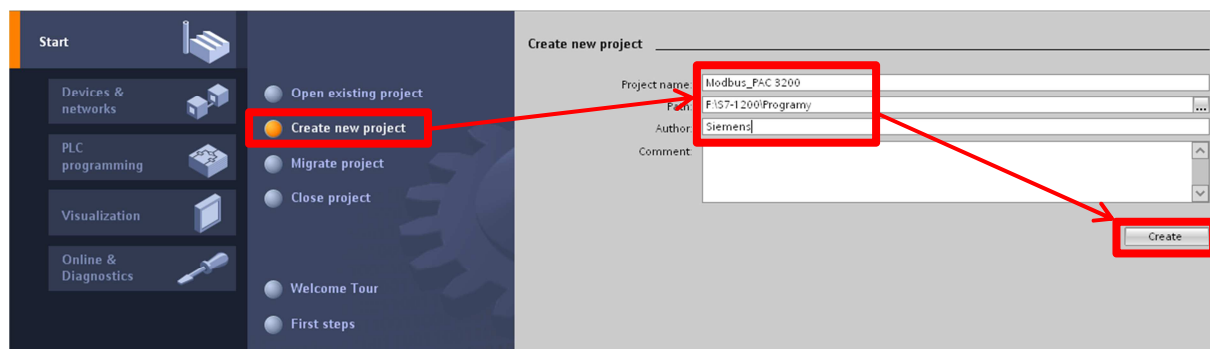 Start
Devices &
networks
PLC
programming
Visualization
Online &
Diagnostics
Open existing project
Create new project
Migrate project
Close project
Welcome Tour
First steps
Create new project
Project name: Modbus_PAC 3200
Path: F:\S7-1200\Programy
...
Author: Siemens
Comment:
Create